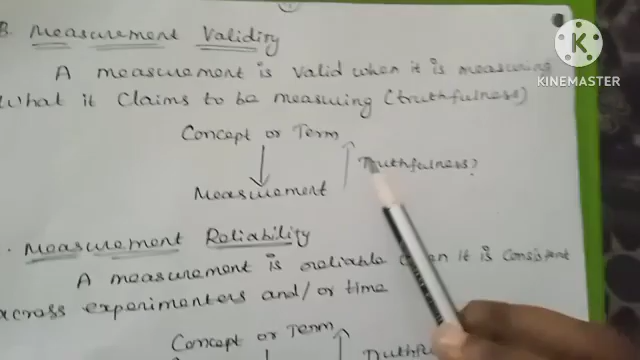 B. Measurement Validity
KINEMASTER
A measurement is valid when it is measuring
What it claims to be measuring (truthfulness)
Concept or Term
Truthfulness?
Measurement
Measurement Reliability
A measurement is reliable when it is consistent
across experimenters and/or time
Concept or Term